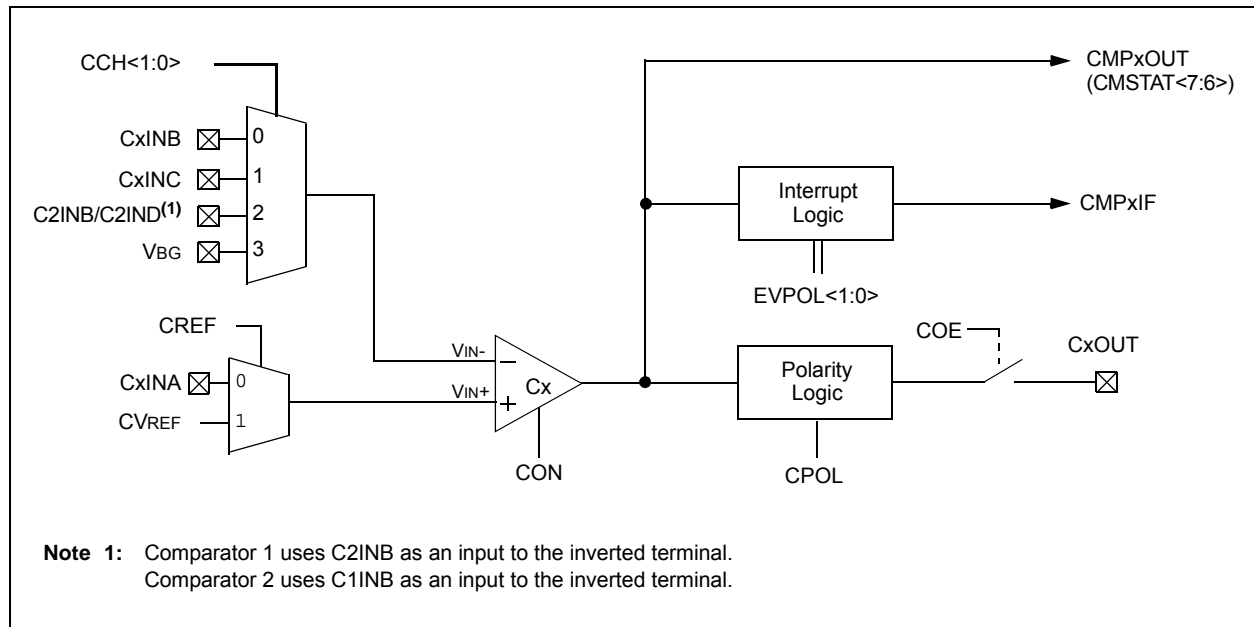 CCH<1:0>
CxINB
0
CxINC
1
C2INB/C2IND(1)
2
VBG
3
CREF
CxINA
0
CVREF
1
VIN-
VIN+
−
+
Cx
CON
CMPxOUT
(CMSTAT<7:6>)
Interrupt
Logic
CMPxIF
EVPOL<1:0>
COE
CxOUT
Polarity
Logic
CPOL
Note 1: Comparator 1 uses C2INB as an input to the inverted terminal.
Comparator 2 uses C1INB as an input to the inverted terminal.